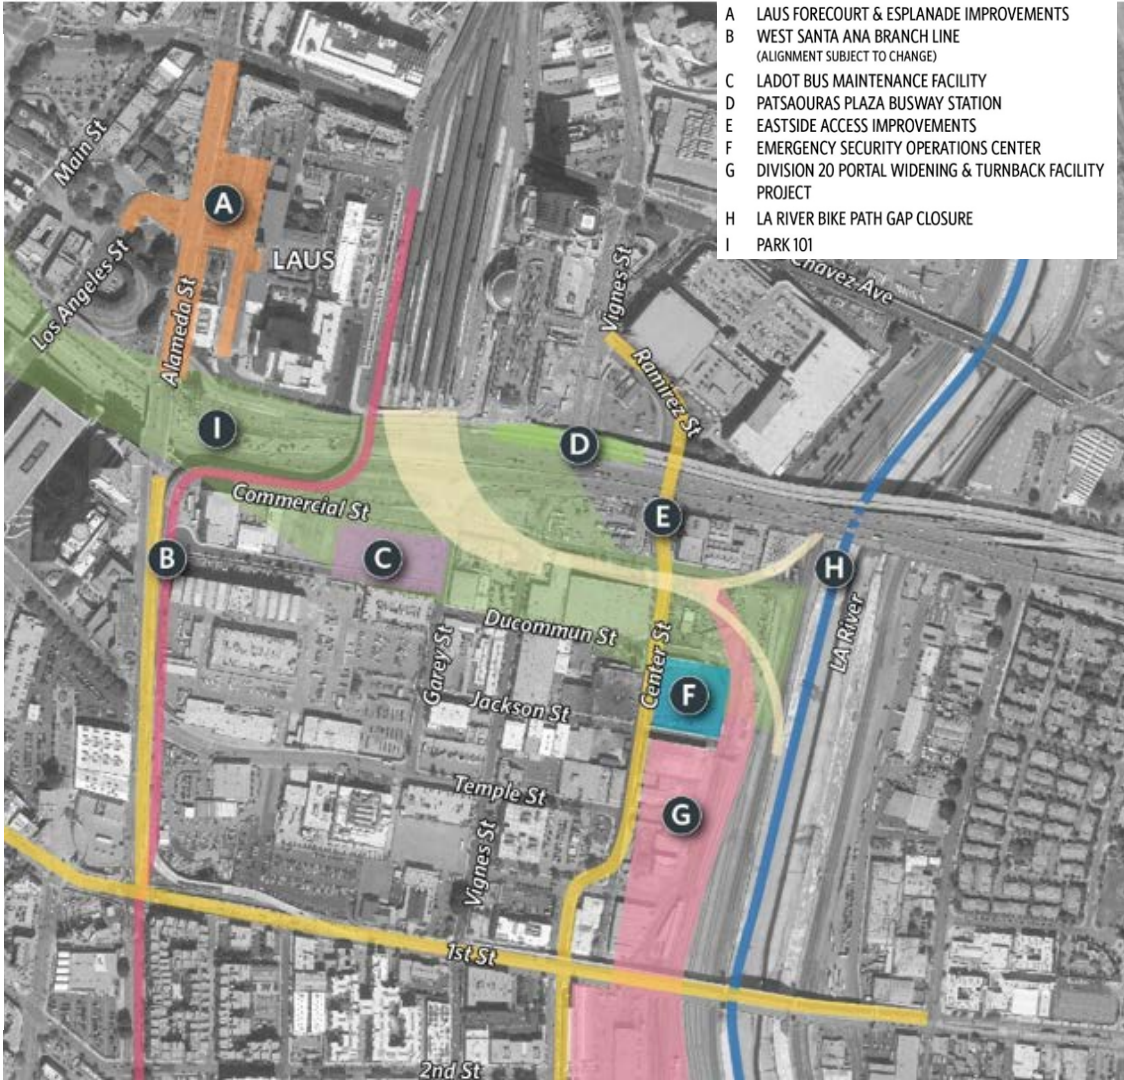 A LAUS FORECOURT & ESPLANADE IMPROVEMENTS
B WEST SANTA ANA BRANCH LINE
(ALIGNMENT SUBJECT TO CHANGE)
C LADOT BUS MAINTENANCE FACILITY
D PATSAOURAS PLAZA BUSWAY STATION
E EASTSIDE ACCESS IMPROVEMENTS
F EMERGENCY SECURITY OPERATIONS CENTER
G DIVISION 20 PORTAL WIDENING & TURNBACK FACILITY
PROJECT
H LA RIVER BIKE PATH GAP CLOSURE
I PARK 101
Main St
A
LAUS
Los Angeles St
Alameda St
Vignes St
Chavez Ave
Ramirez St
I
D
Commercial St
E
B
C
H
Ducommun St
LA River
Garey St
Center St
F
Jackson St
Temple St
G
Vignes St
1st St
2nd St